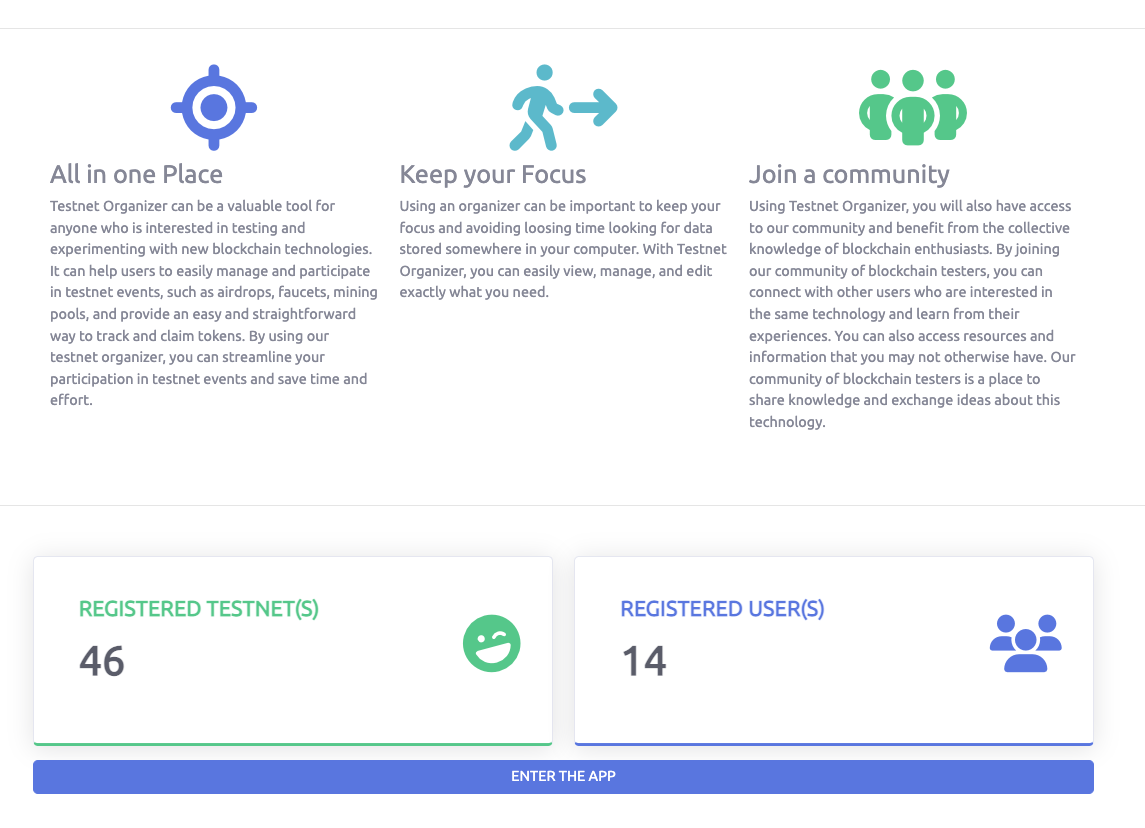 All in one Place
Testnet Organizer can be a valuable tool for
anyone who is interested in testing and
experimenting with new blockchain technologies.
It can help users to easily manage and participate
in testnet events, such as airdrops, faucets, mining
pools, and provide an easy and straightforward
way to track and claim tokens. By using our
testnet organizer, you can streamline your
participation in testnet events and save time and
effort.
Keep your Focus
Using an organizer can be important to keep your
focus and avoiding loosing time looking for data
stored somewhere in your computer. With Testnet
Organizer, you can easily view, manage, and edit
exactly what you need.
Join a community
Using Testnet Organizer, you will also have access
to our community and benefit from the collective
knowledge of blockchain enthusiasts. By joining
our community of blockchain testers, you can
connect with other users who are interested in
the same technology and learn from their
experiences. You can also access resources and
information that you may not otherwise have. Our
community of blockchain testers is a place to
share knowledge and exchange ideas about this
technology.
REGISTERED TESTNET(S)
46
REGISTERED USER(S)
14
ENTER THE APP